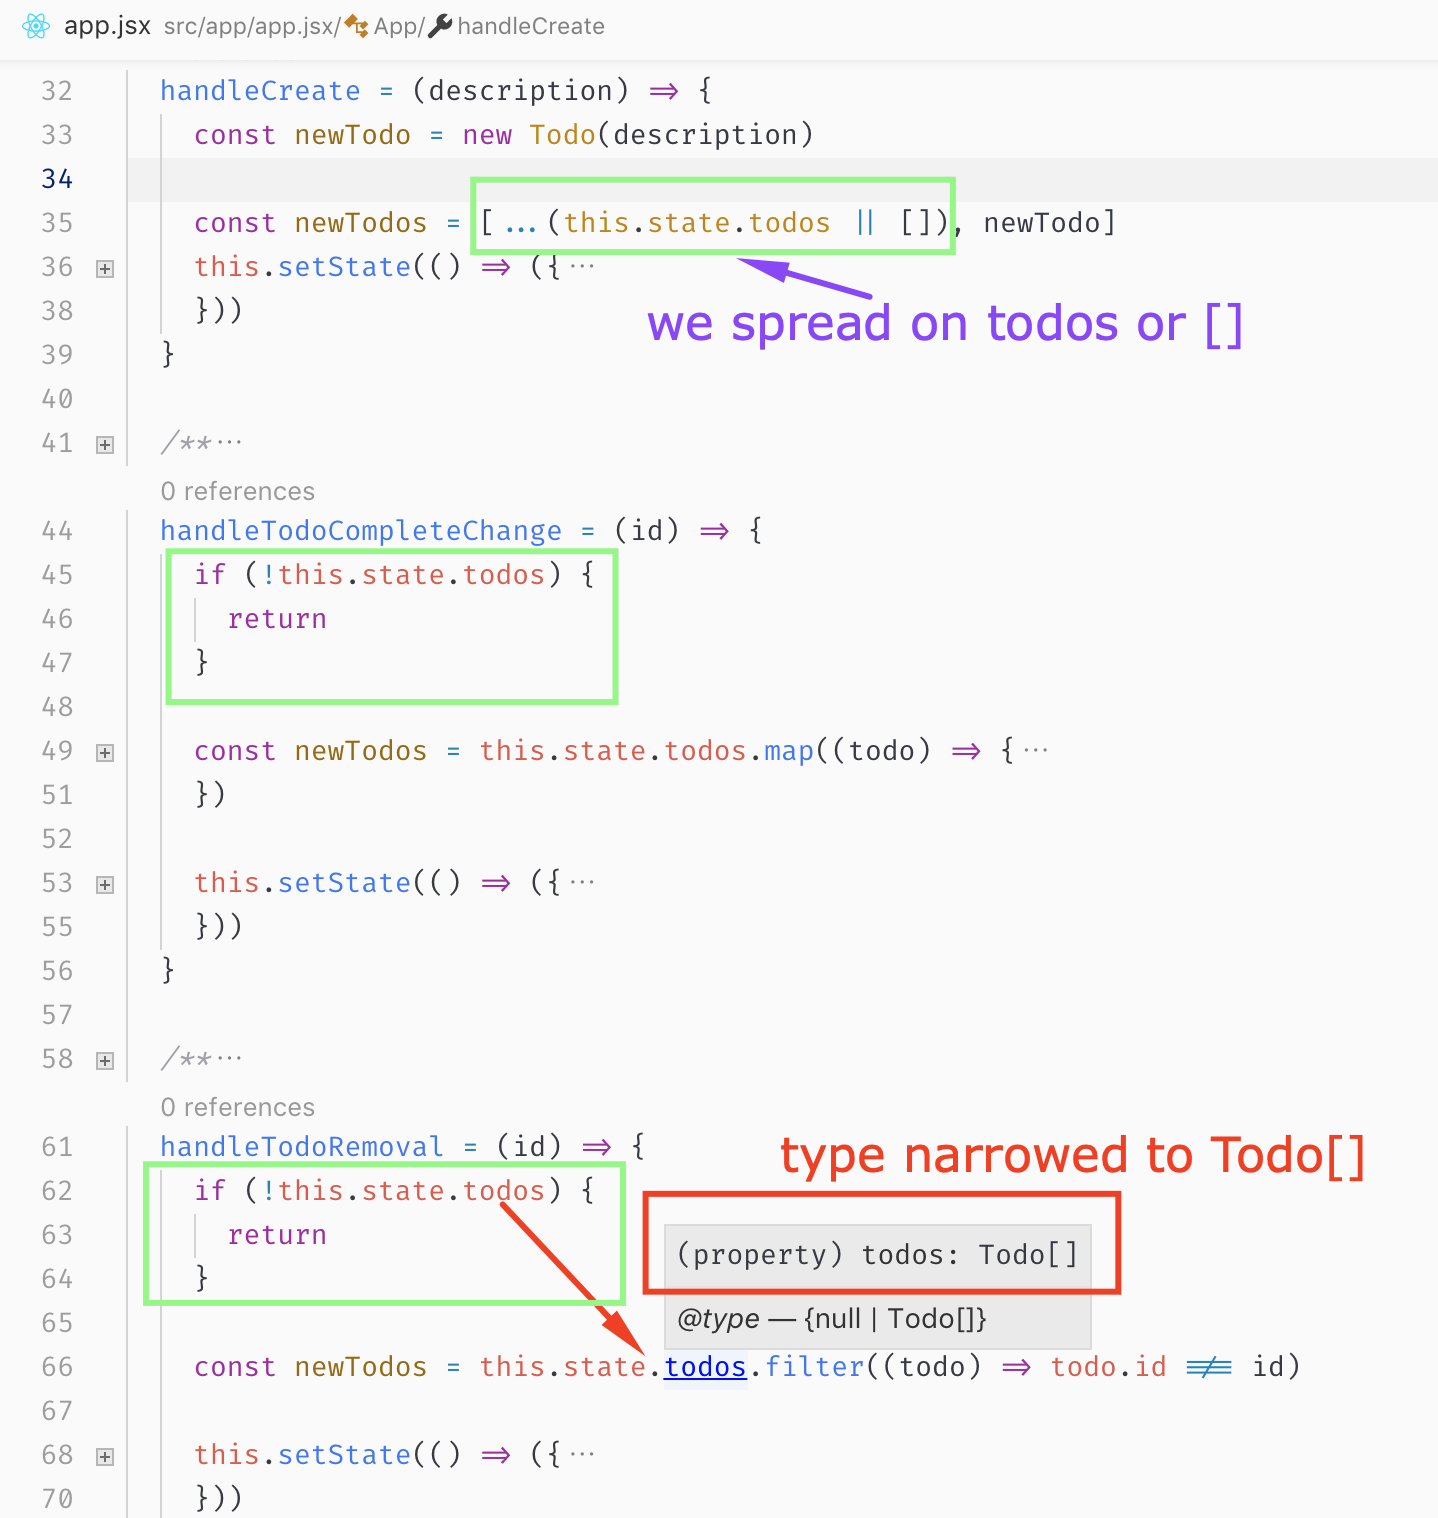 app.jsx src/app/app.jsx/ App/ handleCreate
32 handleCreate = (description) => {
33 const newTodo = new Todo(description)
34
35 const newTodos = [...(this.state.todos || []), newTodo]
36 this.setState(() => ({ ...
we spread on todos or []
38 }))
39 }
40
41 /** ...
0 references
44 handleTodoCompleteChange = (id) => {
45 if (!this.state.todos) {
46 return
47 }
48
49 const newTodos = this.state.todos.map((todo) => { ...
51 })
52
53 this.setState(() => ({ ...
55 }))
56 }
57
58 /** ...
0 references
61 handleTodoRemoval = (id) => {
type narrowed to Todo[]
62 if (!this.state.todos) {
63 return
(property) todos: Todo[]
64 }
@type — {null | Todo[]}
65
66 const newTodos = this.state.todos.filter((todo) => todo.id !== id)
67
68 this.setState(() => ({ ...
70 }))